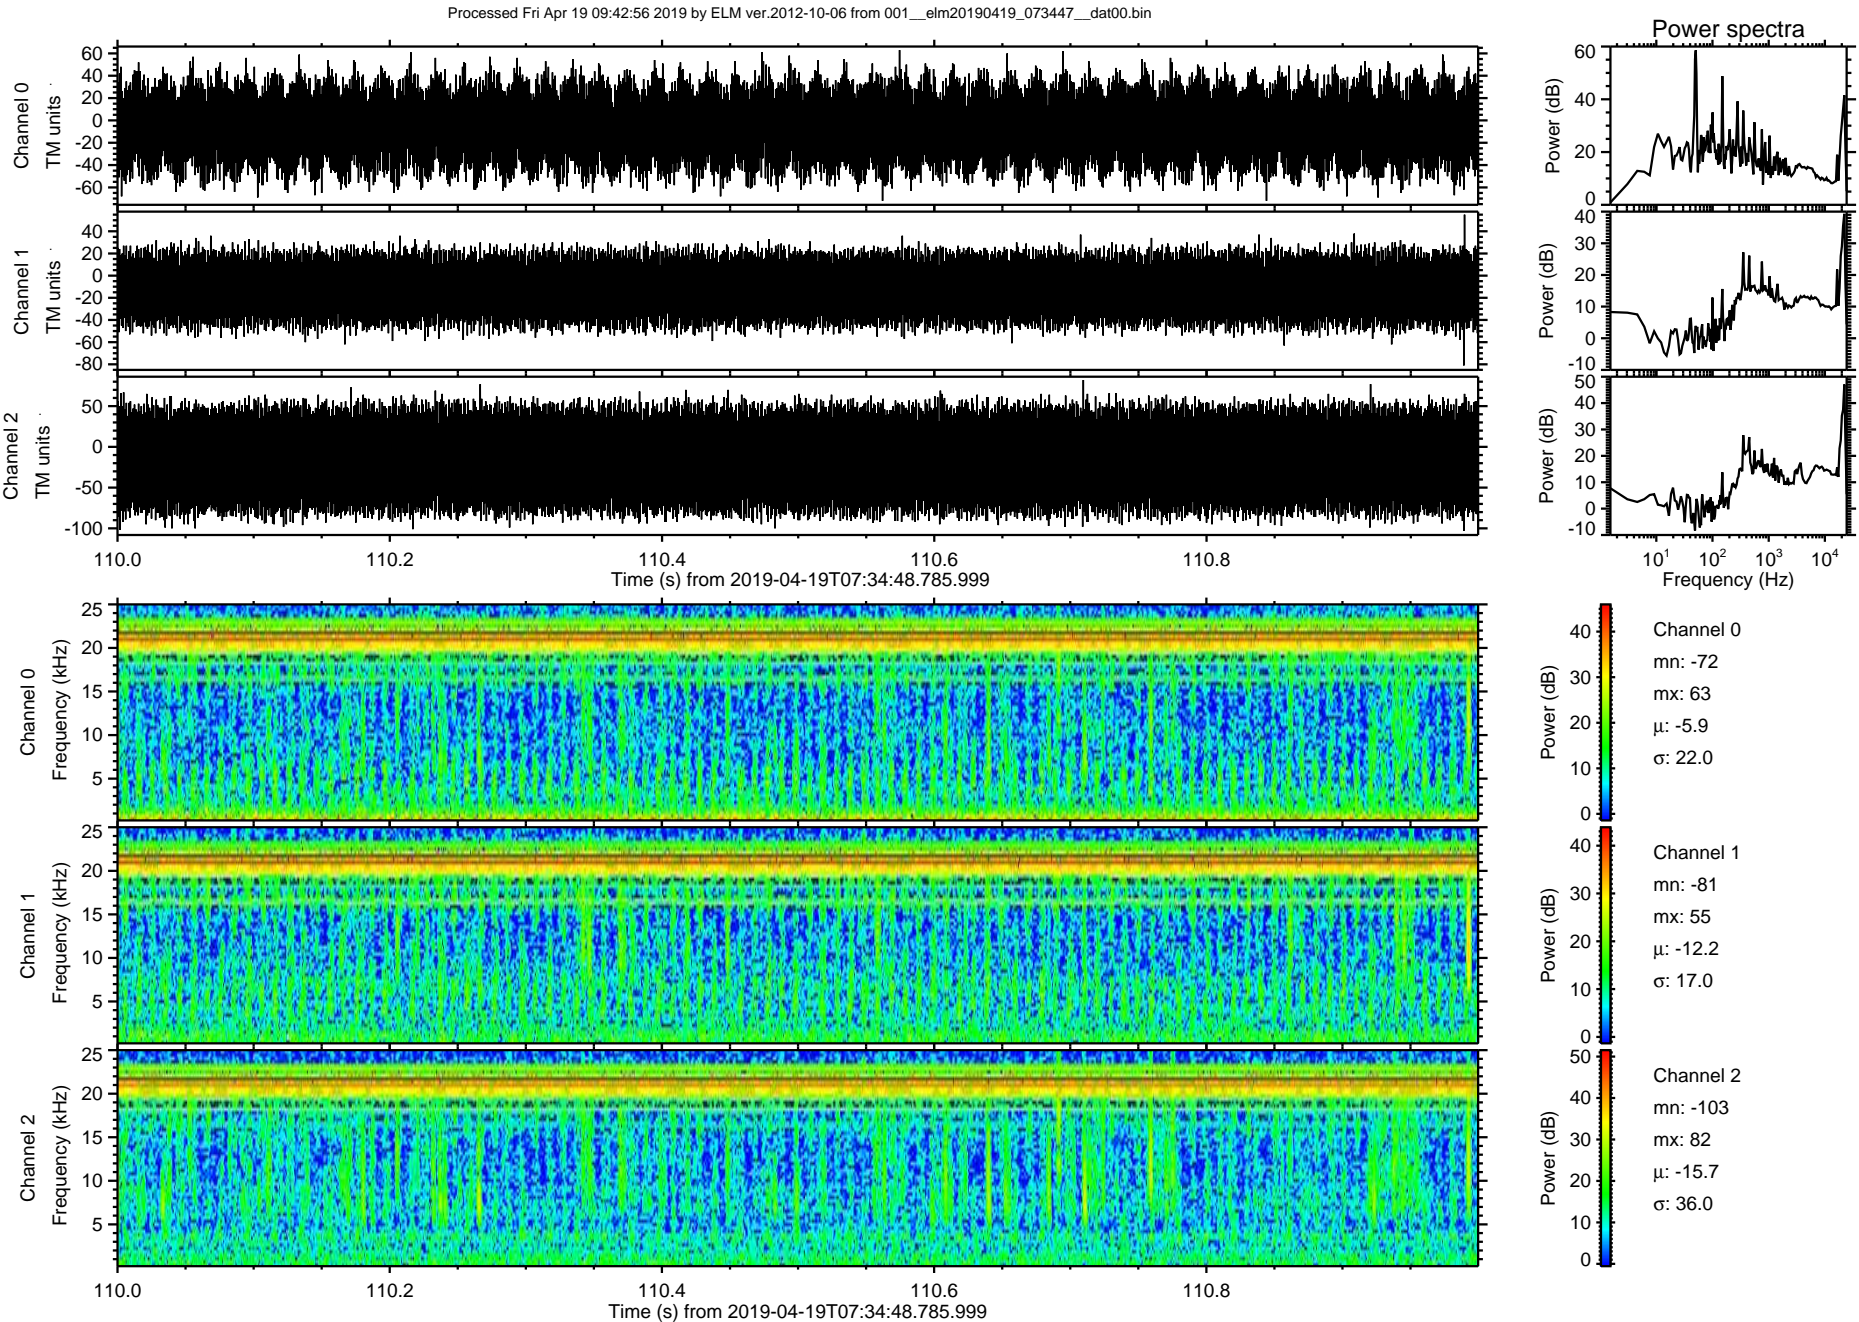 Processed Fri Apr 19 09:42:56 2019 by ELM ver.2012-10-06 from 001__elm20190419_073447__dat00.bin
Power spectra
Channel 0
TM units
60
40
20
0
-20
-40
-60
Power (dB)
60
40
20
0
Channel 1
TM units
40
20
0
-20
-40
-60
-80
Power (dB)
40
30
20
10
0
-10
Channel 2
TM units
50
0
-50
-100
Power (dB)
50
40
30
20
10
0
-10
110.0 110.2 110.4 110.6 110.8
Time (s) from 2019-04-19T07:34:48.785.999
10^1 10^2 10^3 10^4
Frequency (Hz)
Channel 0
Frequency (kHz)
25
20
15
10
5
Power (dB)
40
30
20
10
0
Channel 0
mn: -72
mx: 63
μ: -5.9
σ: 22.0
Channel 1
Frequency (kHz)
25
20
15
10
5
Power (dB)
40
30
20
10
0
Channel 1
mn: -81
mx: 55
μ: -12.2
σ: 17.0
Channel 2
Frequency (kHz)
25
20
15
10
5
Power (dB)
50
40
30
20
10
0
Channel 2
mn: -103
mx: 82
μ: -15.7
σ: 36.0
110.0 110.2 110.4 110.6 110.8
Time (s) from 2019-04-19T07:34:48.785.999